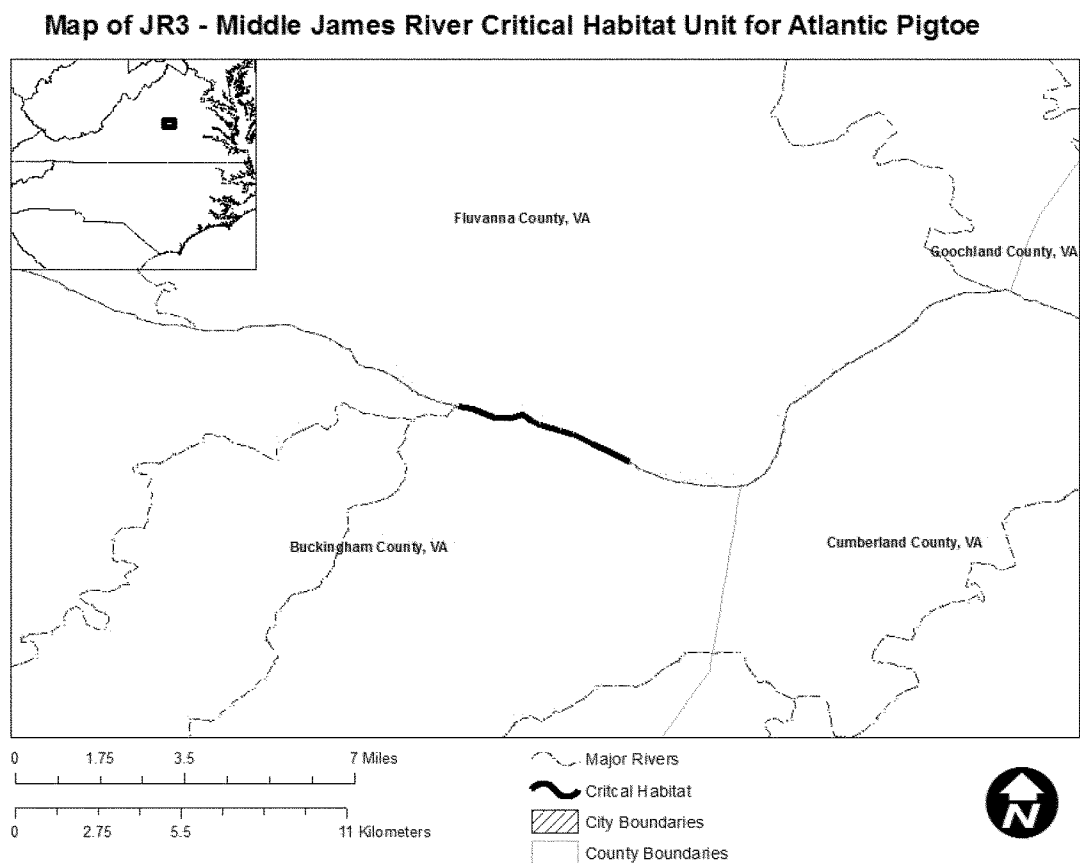 Map of JR3 - Middle James River Critical Habitat Unit for Atlantic Pigtoe
Fluvanna County, VA
Goochland County, VA
Buckingham County, VA
Cumberland County, VA
0 1.75 3.5 7 Miles
0 2.75 5.5 11 Kilometers
Major Rivers
Critcal Habitat
City Boundaries
County Boundaries
N